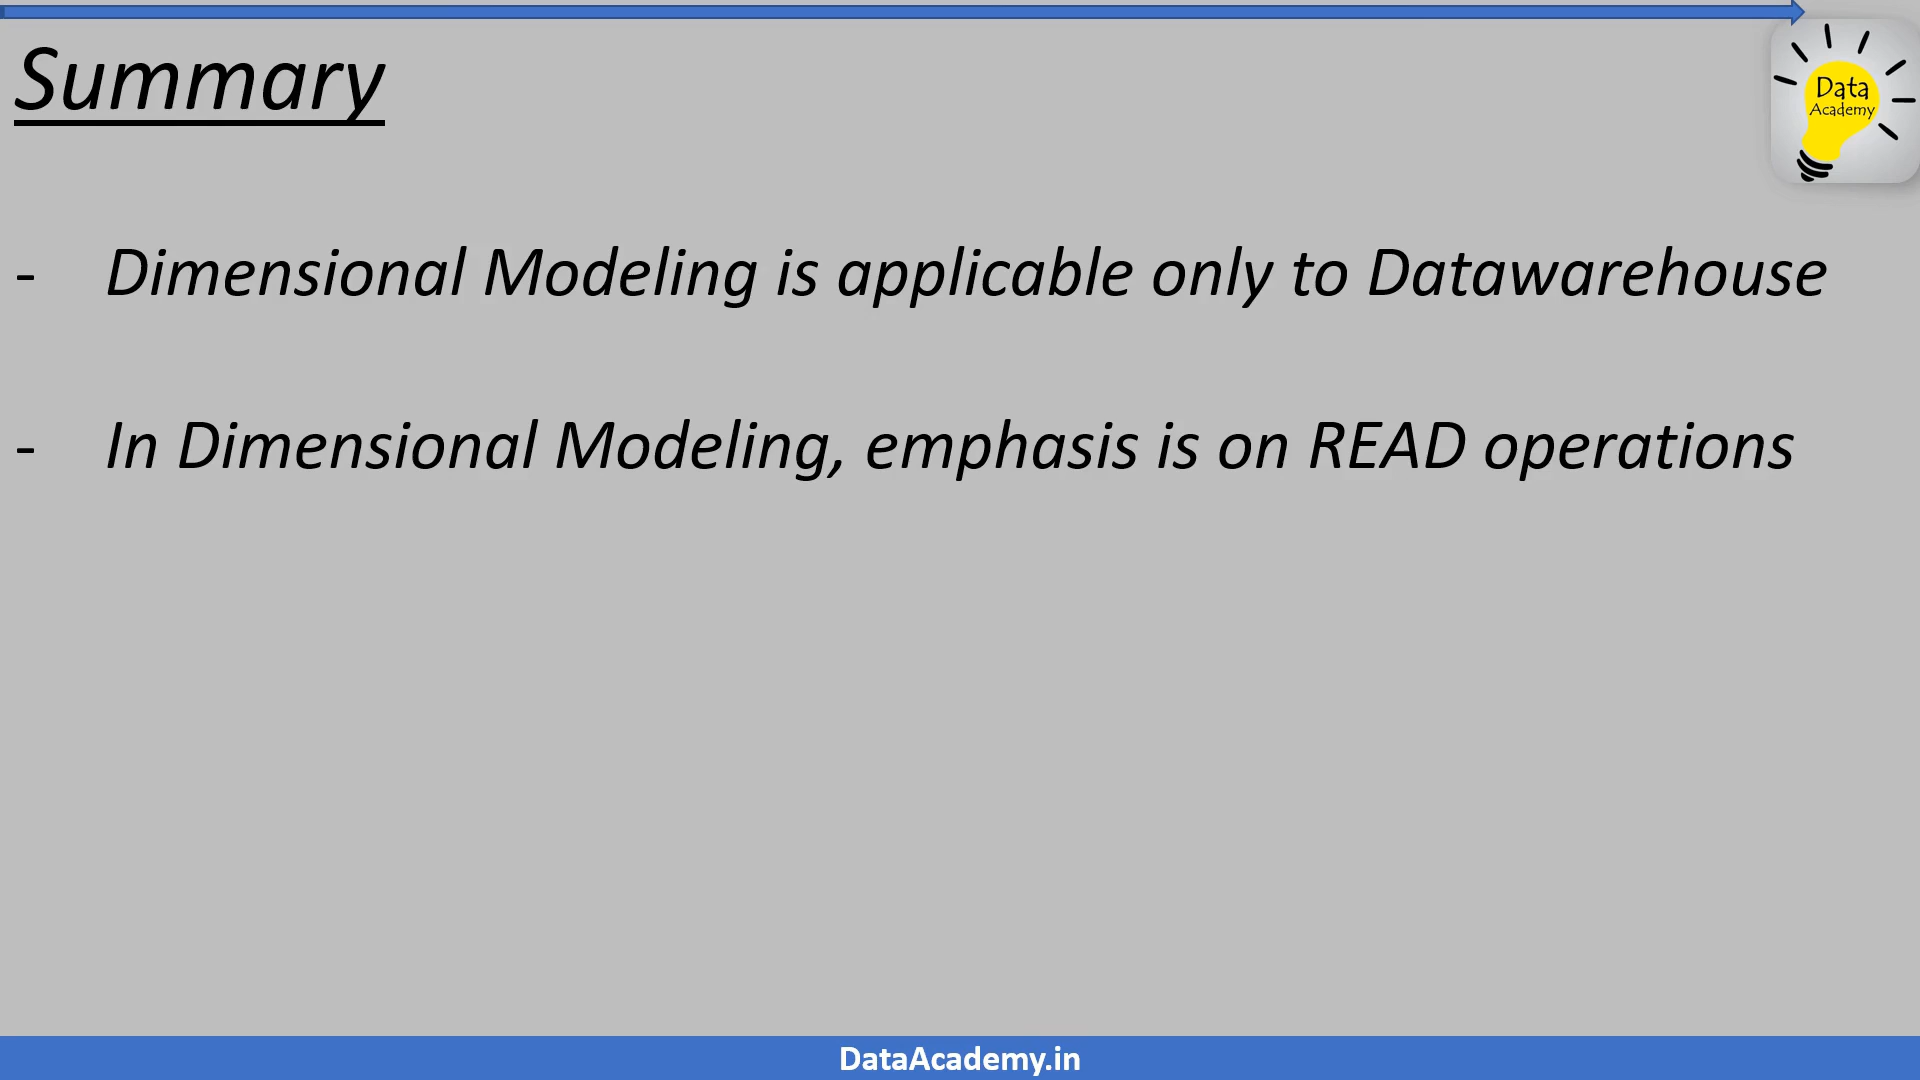 Summary
Data
Academy
- Dimensional Modeling is applicable only to Datawarehouse
- In Dimensional Modeling, emphasis is on READ operations
DataAcademy.in